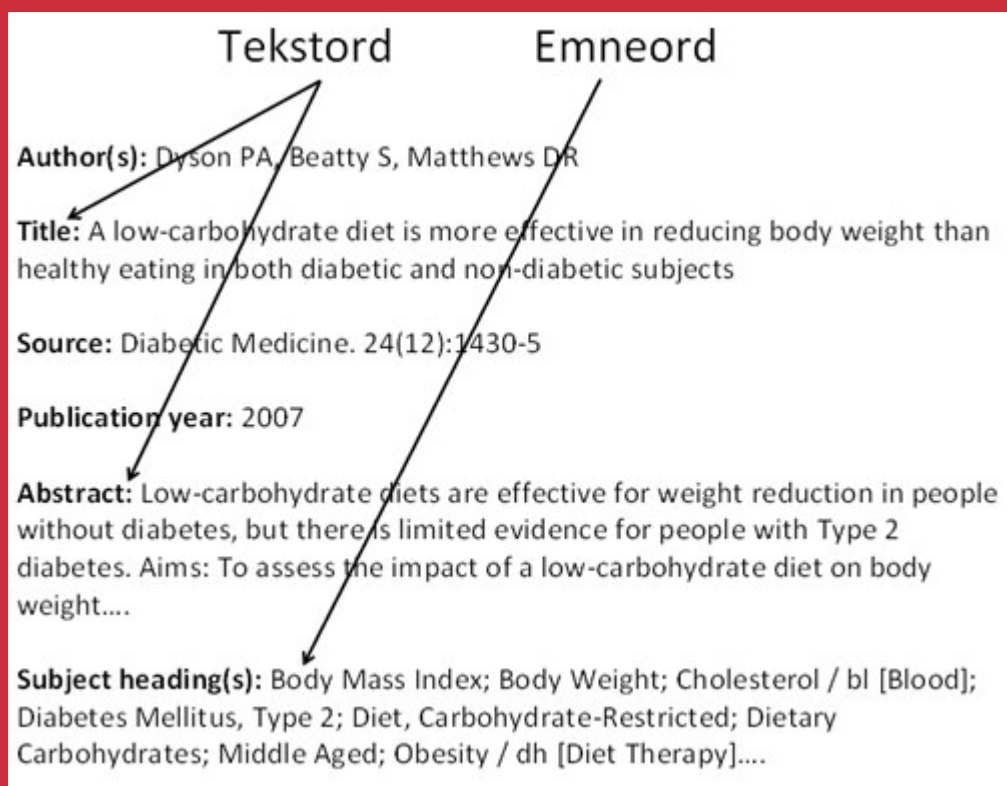 Tekstord Emneord
Author(s): Dyson PA, Beatty S, Matthews DR
Title: A low-carbohydrate diet is more effective in reducing body weight than
healthy eating in both diabetic and non-diabetic subjects
Source: Diabetic Medicine. 24(12):1430-5
Publication year: 2007
Abstract: Low-carbohydrate diets are effective for weight reduction in people
without diabetes, but there is limited evidence for people with Type 2
diabetes. Aims: To assess the impact of a low-carbohydrate diet on body
weight....
Subject heading(s): Body Mass Index; Body Weight; Cholesterol / bl [Blood];
Diabetes Mellitus, Type 2; Diet, Carbohydrate-Restricted; Dietary
Carbohydrates; Middle Aged; Obesity / dh [Diet Therapy]....